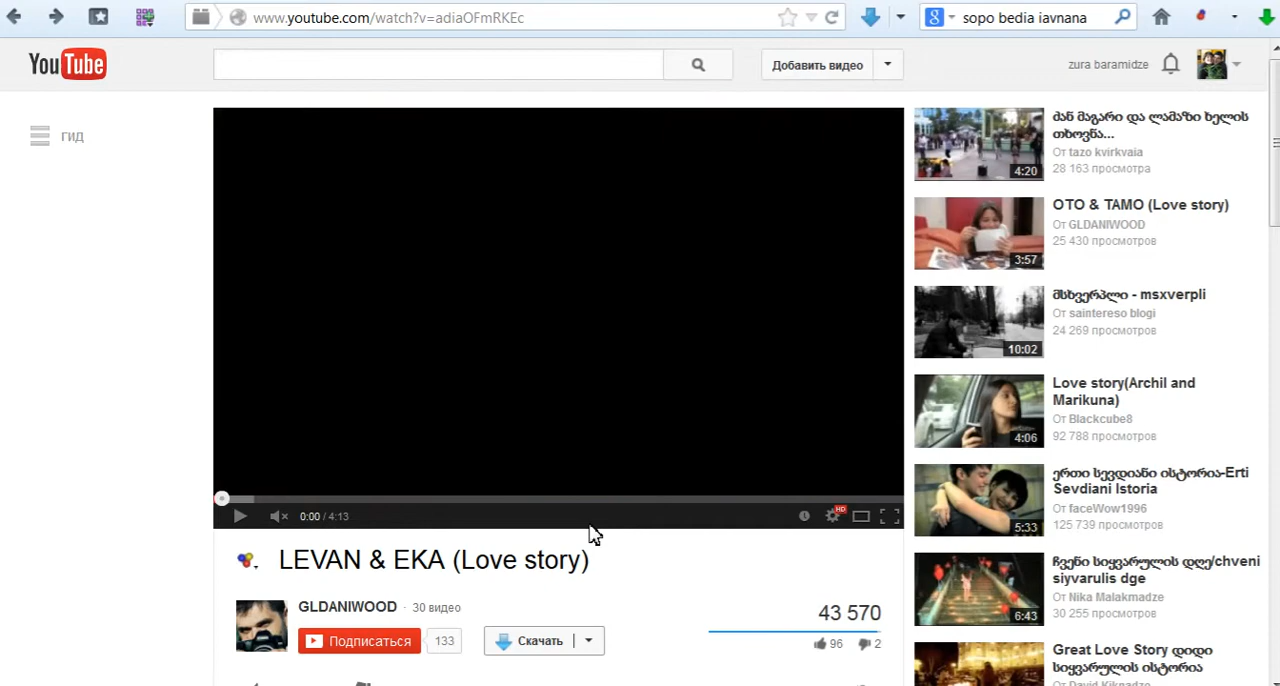 www.youtube.com/watch?v=adiaOFmRKEc
8
sopo bedia iavnana
YouTube
Добавить видео
zura baramidze
гид
4:20
მან მაგარი და ლამაზი ხელის
თხოვნა...
От tazo kvirkvaia
28 163 просмотра
3:57
OTO & TAMO (Love story)
От GLDANIWOOD
25 430 просмотров
10:02
მსხვერპლი - msxverpli
От saintereso blogi
24 269 просмотров
4:06
Love story(Archil and
Marikuna)
От Blackcube8
92 788 просмотров
5:33
ერთი სევდიანი ისტორია-Erti
Sevdiani Istoria
От faceWow1996
125 739 просмотров
6:43
ჩვენი სიყვარულის დღე/chveni
siyvarulis dge
От Nika Malakmadze
30 255 просмотров
Great Love Story დიდი
სიყვარულის ისტორია
От David Kiknadze
0:00 / 4:13
HD
LEVAN & EKA (Love story)
GLDANIWOOD · 30 видео
Подписаться
133
Скачать
43 570
96
2